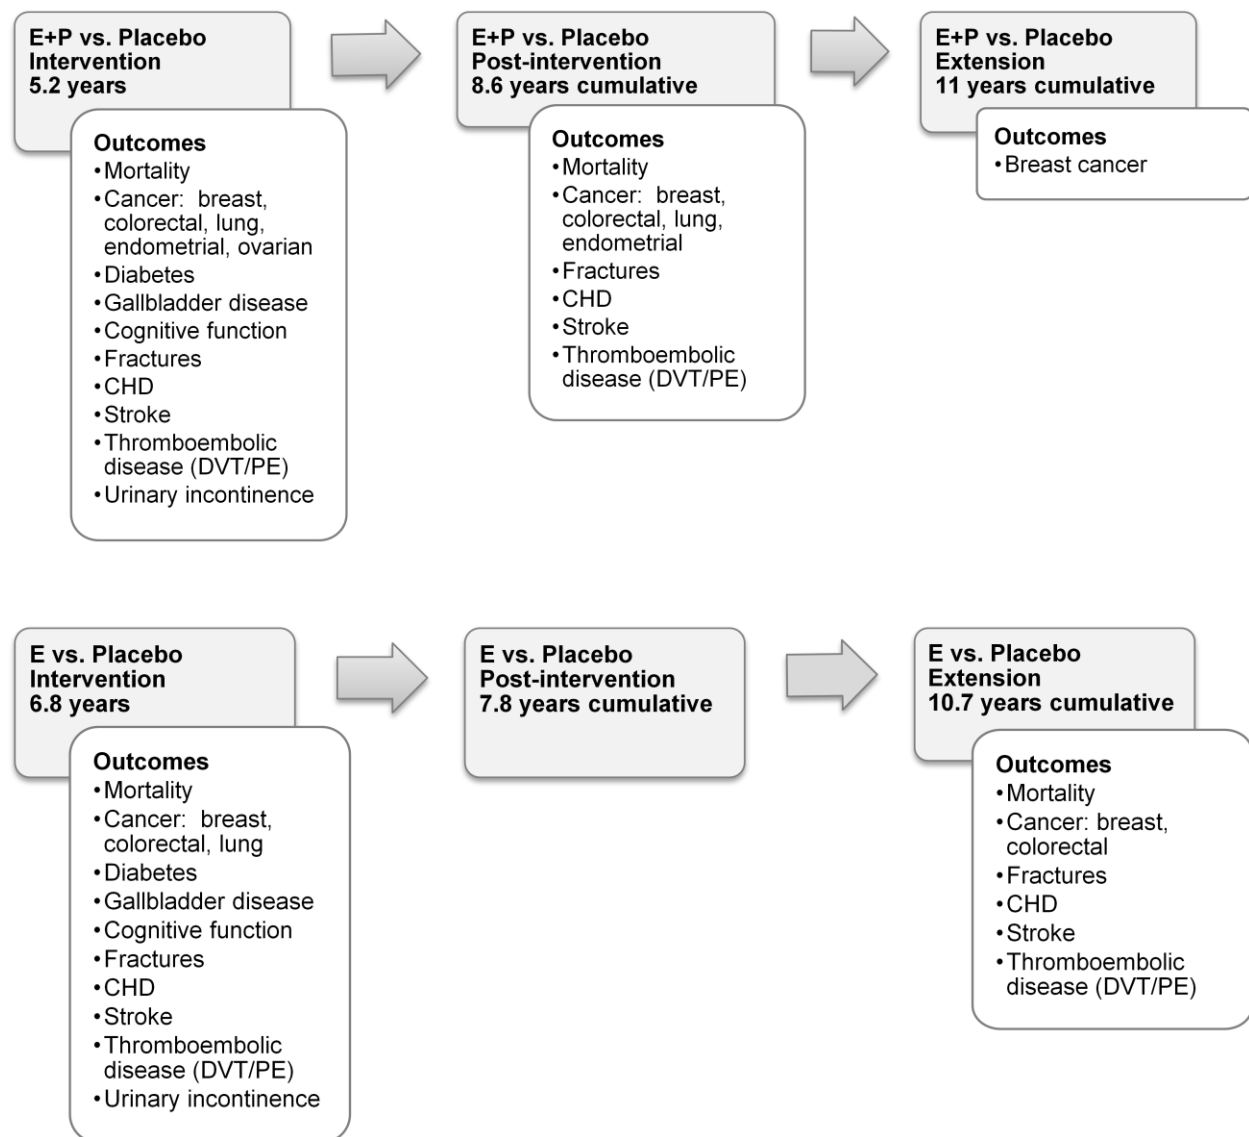 E+P vs. Placebo
Intervention
5.2 years
Outcomes
•Mortality
•Cancer: breast,
colorectal, lung,
endometrial, ovarian
•Diabetes
•Gallbladder disease
•Cognitive function
•Fractures
•CHD
•Stroke
•Thromboembolic
disease (DVT/PE)
•Urinary incontinence
E+P vs. Placebo
Post-intervention
8.6 years cumulative
Outcomes
•Mortality
•Cancer: breast,
colorectal, lung,
endometrial
•Fractures
•CHD
•Stroke
•Thromboembolic
disease (DVT/PE)
E+P vs. Placebo
Extension
11 years cumulative
Outcomes
•Breast cancer
E vs. Placebo
Intervention
6.8 years
Outcomes
•Mortality
•Cancer: breast,
colorectal, lung
•Diabetes
•Gallbladder disease
•Cognitive function
•Fractures
•CHD
•Stroke
•Thromboembolic
disease (DVT/PE)
•Urinary incontinence
E vs. Placebo
Post-intervention
7.8 years cumulative
E vs. Placebo
Extension
10.7 years cumulative
Outcomes
•Mortality
•Cancer: breast,
colorectal
•Fractures
•CHD
•Stroke
•Thromboembolic
disease (DVT/PE)